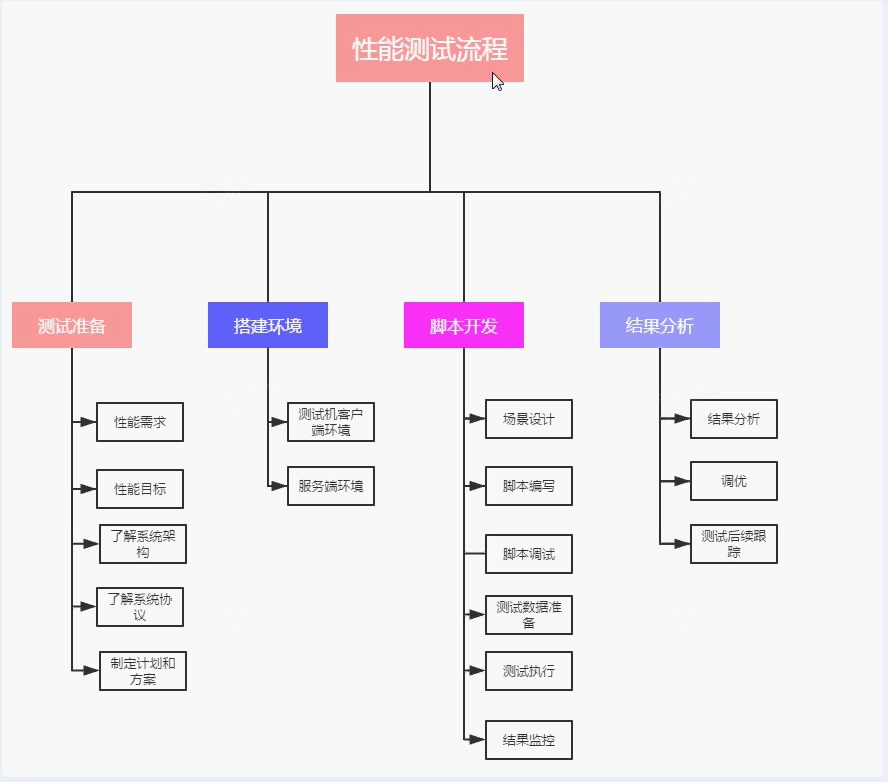 性能测试流程
测试准备
性能需求
性能目标
了解系统架
构
了解系统协
议
制定计划和
方案
搭建环境
测试机客户
端环境
服务端环境
脚本开发
场景设计
脚本编写
脚本调试
测试数据准
备
测试执行
结果监控
结果分析
结果分析
调优
测试后续跟
踪